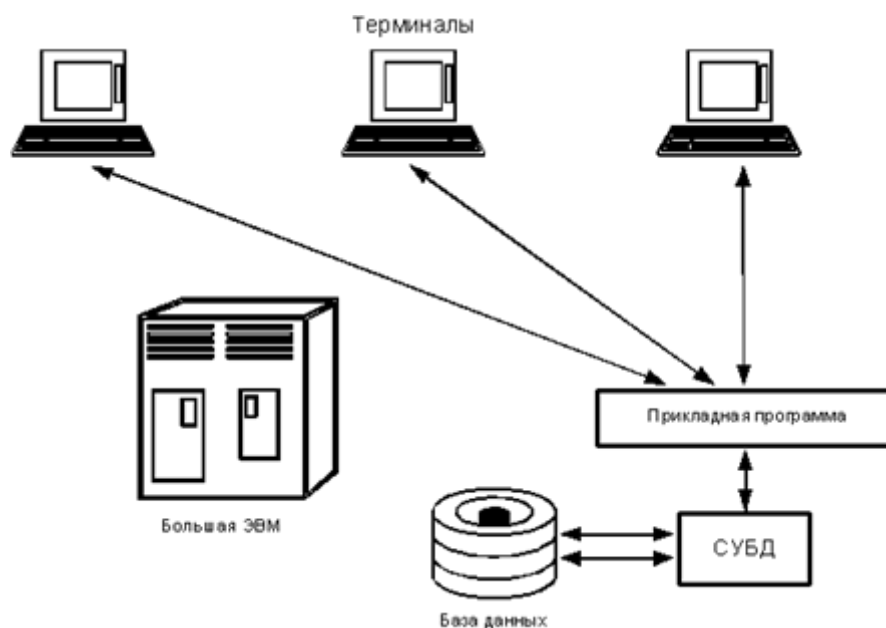 Терминалы
Прикладная программа
Большая ЭВМ
СУБД
База данных